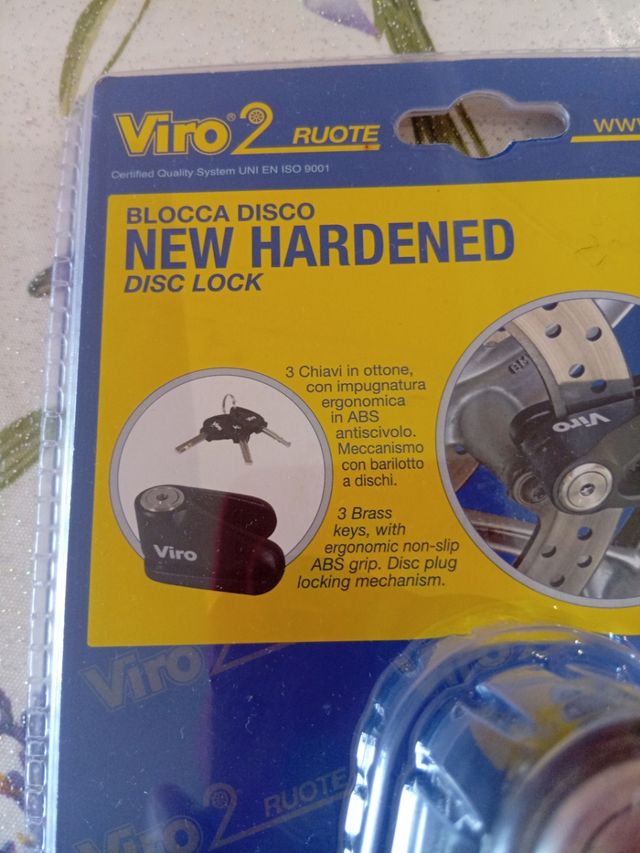 Viro® 2 RUOTE
www
Certified Quality System UNI EN ISO 9001
BLOCCA DISCO
NEW HARDENED
DISC LOCK
3 Chiavi in ottone,
con impugnatura
ergonomica
in ABS
antiscivolo.
Meccanismo
con barilotto
a dischi.
3 Brass
keys, with
ergonomic non-slip
ABS grip. Disc plug
locking mechanism.
Viro
Viro
Viro 2 RUOTE
Viro 2 RUOTE